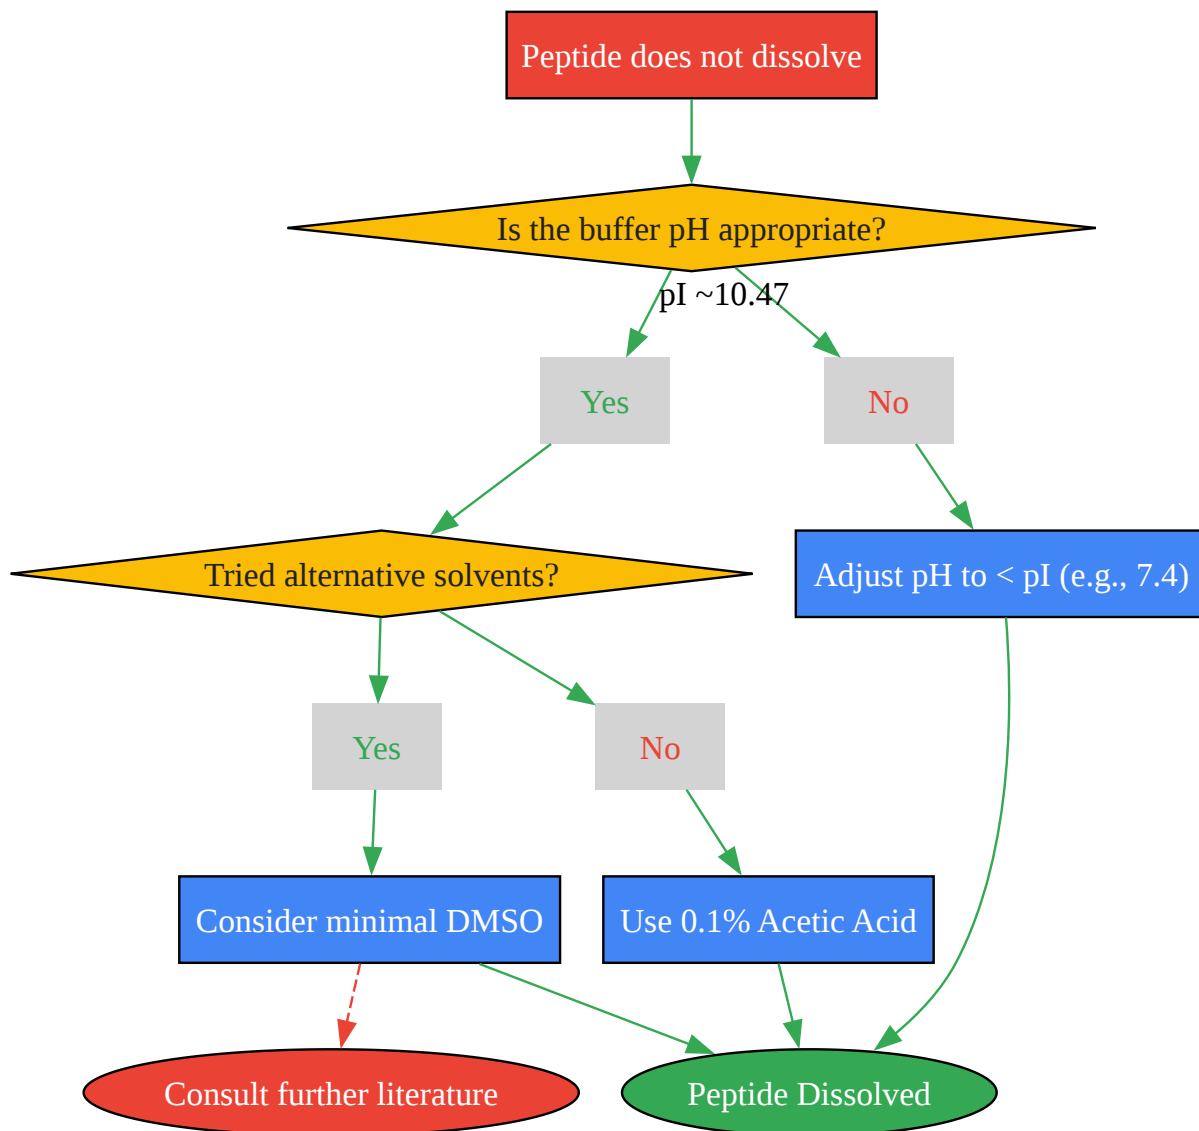 Peptide does not dissolve
Is the buffer pH appropriate?
pI ~10.47
Yes
No
Tried alternative solvents?
Adjust pH to < pI (e.g., 7.4)
Yes
No
Consider minimal DMSO
Use 0.1% Acetic Acid
Consult further literature
Peptide Dissolved